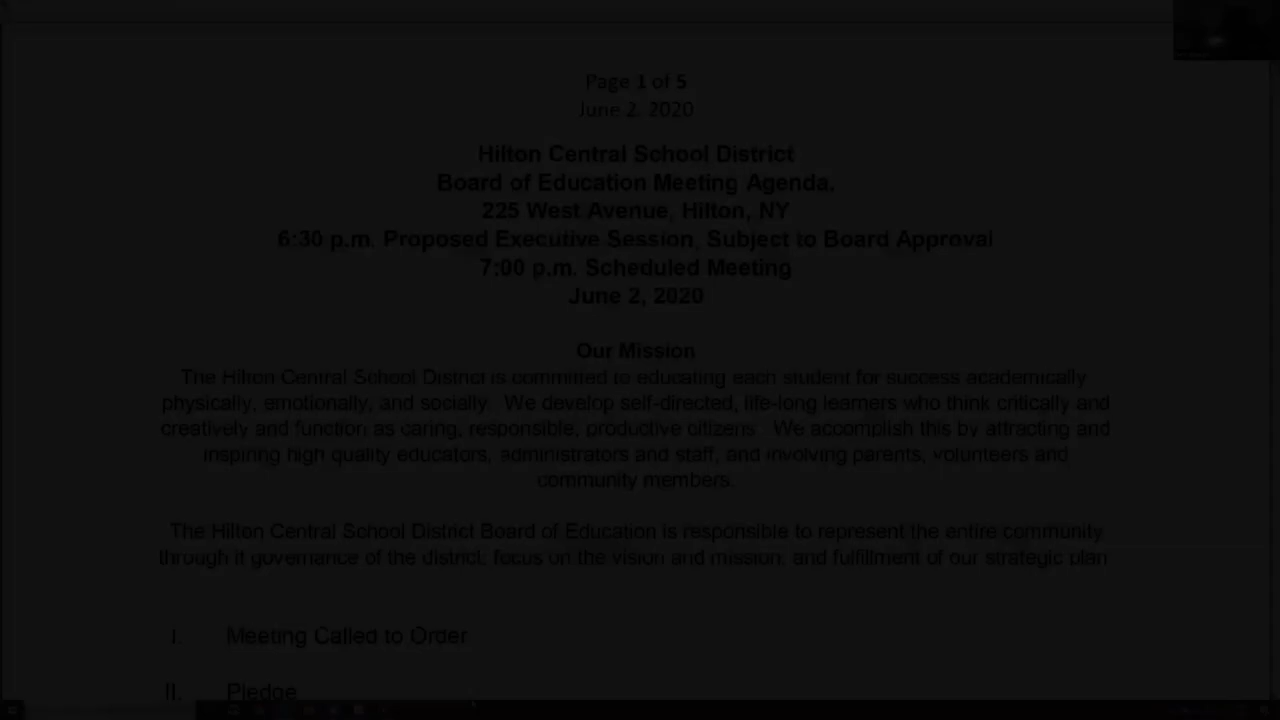 Page 1 of 5
June 2, 2020
Hilton Central School District
Board of Education Meeting Agenda.
225 West Avenue, Hilton, NY
6:30 p.m. Proposed Executive Session, Subject to Board Approval
7:00 p.m. Scheduled Meeting
June 2, 2020
Our Mission
The Hilton Central School District is committed to educating each student for success academically
physically, emotionally, and socially. We develop self-directed, life-long learners who think critically and
creatively and function as caring, responsible, productive citizens. We accomplish this by attracting and
inspiring high quality educators, administrators and staff, and involving parents, volunteers and
community members.
The Hilton Central School District Board of Education is responsible to represent the entire community
through it governance of the district, focus on the vision and mission, and fulfillment of our strategic plan
I. Meeting Called to Order
II. Pledge